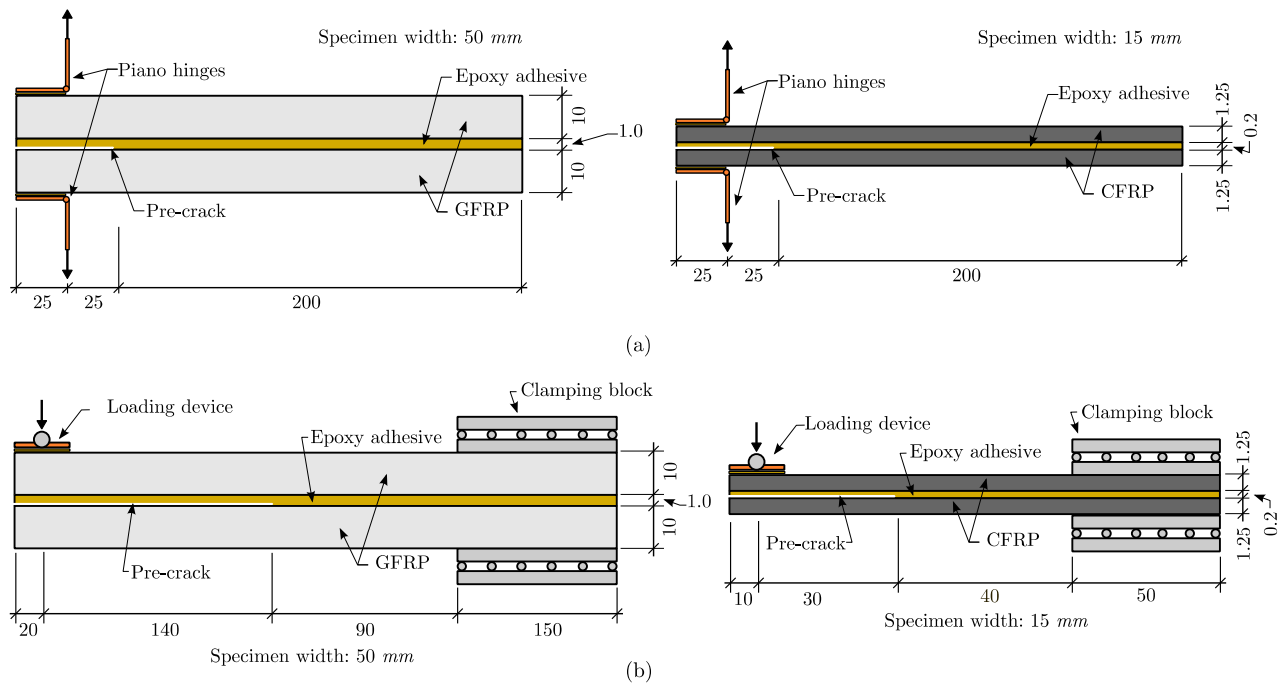 Specimen width: 50 mm
Piano hinges
Epoxy adhesive
10
1.0
10
Pre-crack
GFRP
25
25
200
Specimen width: 15 mm
Piano hinges
Epoxy adhesive
1.25
0.2
1.25
Pre-crack
CFRP
25
25
200
(a)
Loading device
Clamping block
Epoxy adhesive
10
1.0
10
Pre-crack
GFRP
20
140
90
150
Specimen width: 50 mm
Loading device
Clamping block
Epoxy adhesive
1.25
0.2
1.25
Pre-crack
CFRP
10
30
40
50
Specimen width: 15 mm
(b)